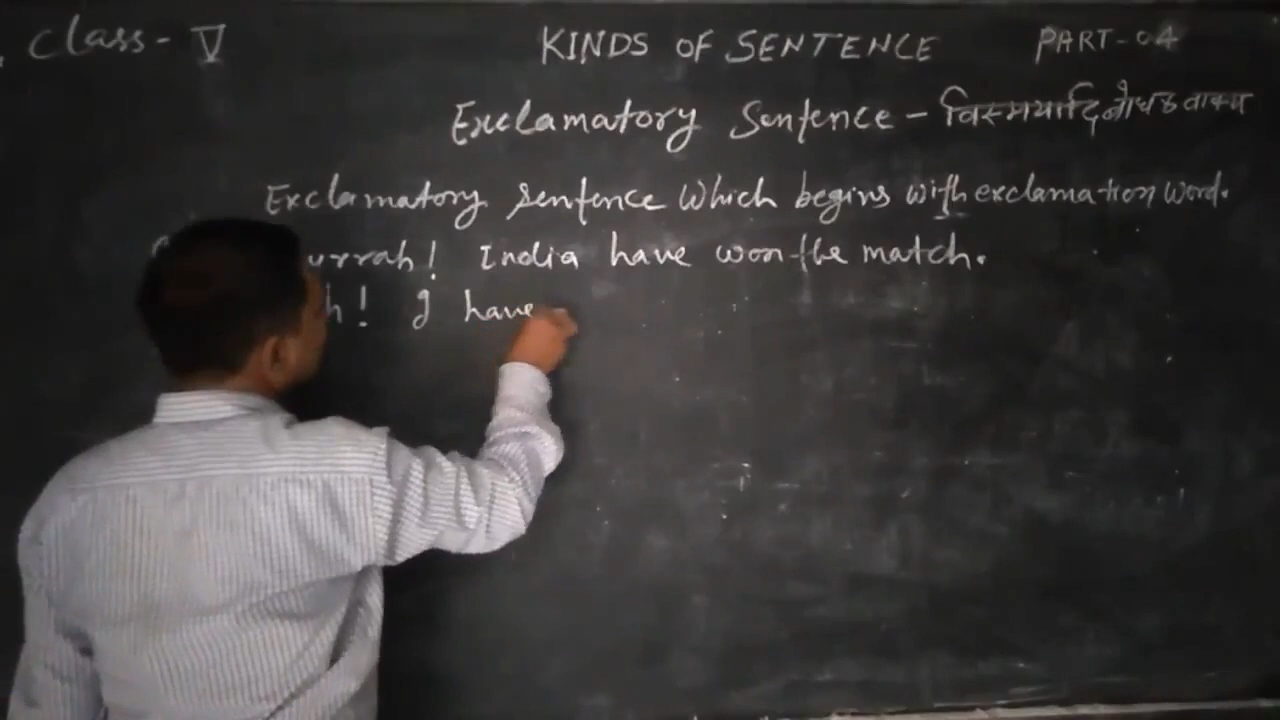 Class - V
KINDS OF SENTENCE PART-04
Exclamatory Sentence - विस्मयादिबोधक वाक्य
Exclamatory sentence which begins with exclamation word.
urrah! India have won the match.
h! I have